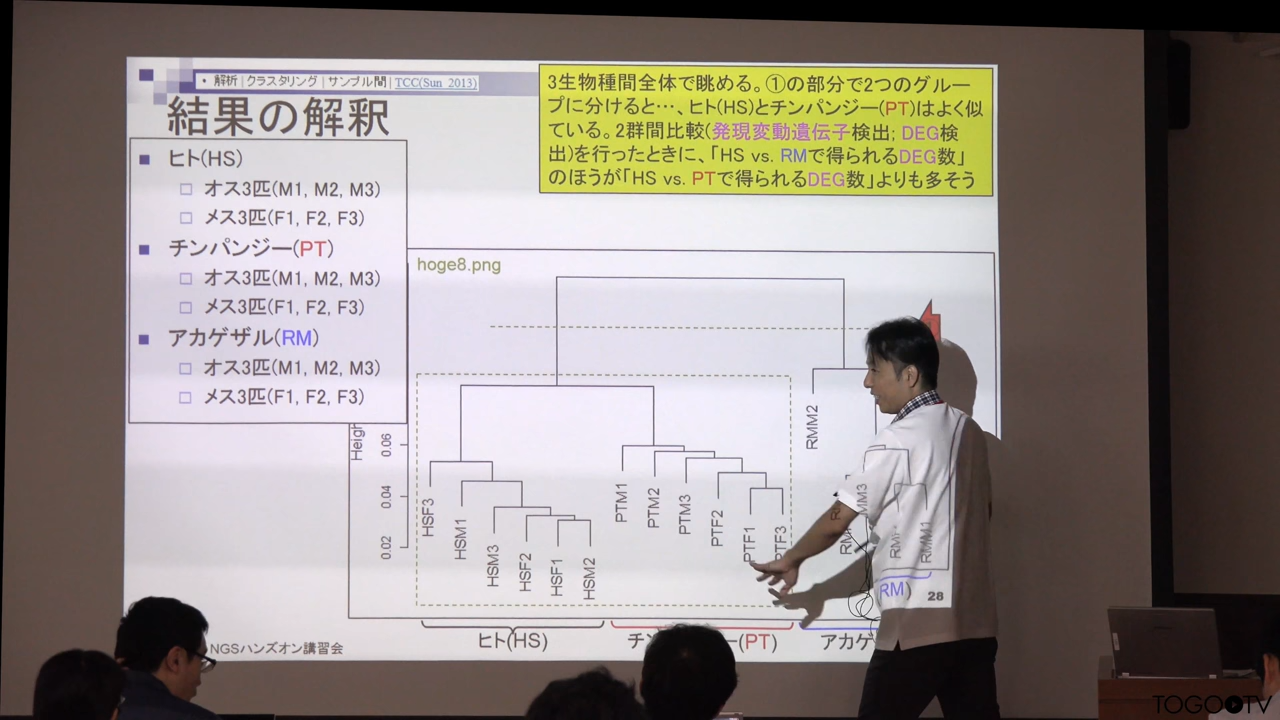 • 解析 | クラスタリング | サンプル間 | TCC(Sun_2013)
結果の解釈
3生物種間全体で眺める。①の部分で2つのグルー
プに分けると…、ヒト(HS)とチンパンジー(PT)はよく似
ている。2群間比較(発現変動遺伝子検出; DEG検
出)を行ったときに、「HS vs. RMで得られるDEG数」
のほうが「HS vs. PTで得られるDEG数」よりも多そう
ヒト(HS)
オス3匹(M1, M2, M3)
メス3匹(F1, F2, F3)
チンパンジー(PT)
オス3匹(M1, M2, M3)
メス3匹(F1, F2, F3)
アカゲザル(RM)
オス3匹(M1, M2, M3)
メス3匹(F1, F2, F3)
hoge8.png
Heigh
0.06
0.04
0.02
HSF3
HSM1
HSM3
HSF2
HSF1
HSM2
PTM1
PTM2
PTM3
PTF2
PTF1
PTF3
RMM2
RMM1
ヒト(HS)
(PT)
アカゲ
RM)
28
NGSハンズオン講習会
TOGOTV